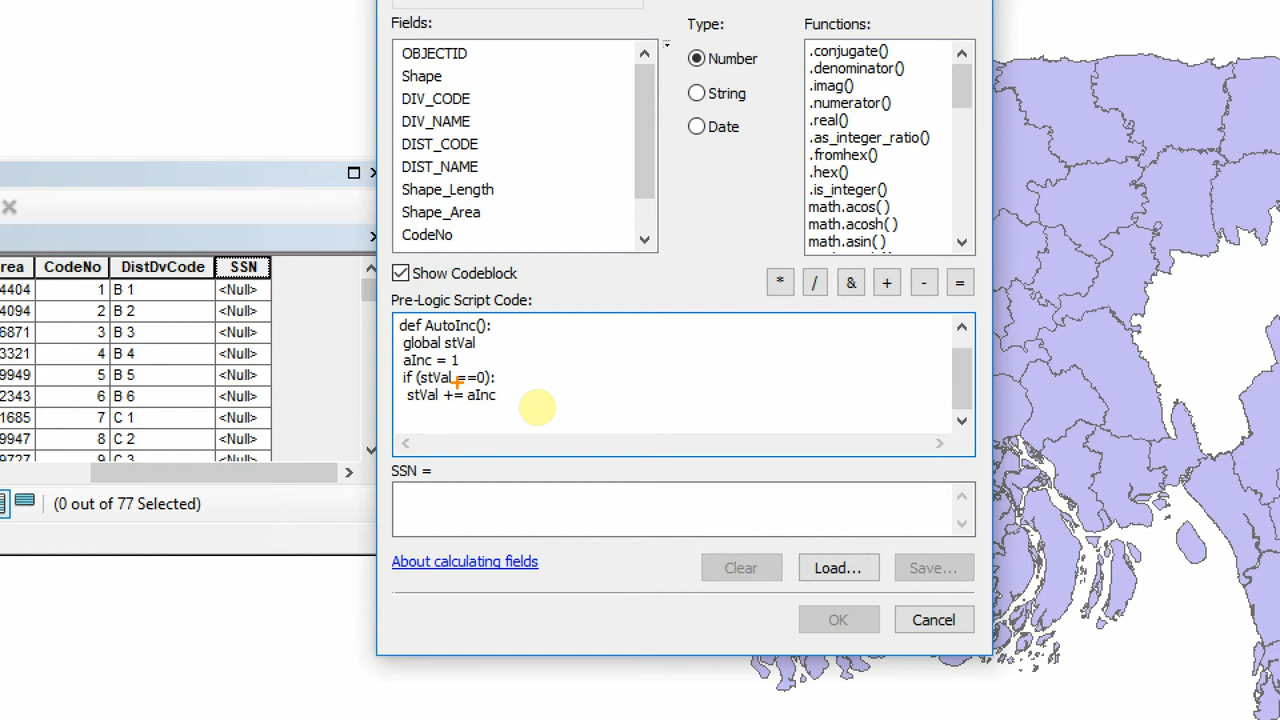 Fields:
Type:
Functions:
OBJECTID
Shape
DIV_CODE
DIV_NAME
DIST_CODE
DIST_NAME
Shape_Length
Shape_Area
CodeNo
Number
String
Date
.conjugate()
.denominator()
.imag()
.numerator()
.real()
.as_integer_ratio()
.fromhex()
.hex()
.is_integer()
math.acos( )
math.acosh( )
math.asin( )
Show Codeblock
* / & + - =
Pre-Logic Script Code:
def AutoInc():
global stVal
aInc = 1
if (stVal ==0):
stVal += aInc
SSN =
About calculating fields
Clear
Load...
Save...
OK
Cancel
rea CodeNo DistDvCode SSN
4404 1 B 1 <Null>
4094 2 B 2 <Null>
6871 3 B 3 <Null>
3321 4 B 4 <Null>
9949 5 B 5 <Null>
2343 6 B 6 <Null>
1685 7 C 1 <Null>
9947 8 C 2 <Null>
9727 9 C 3 <Null>
(0 out of 77 Selected)